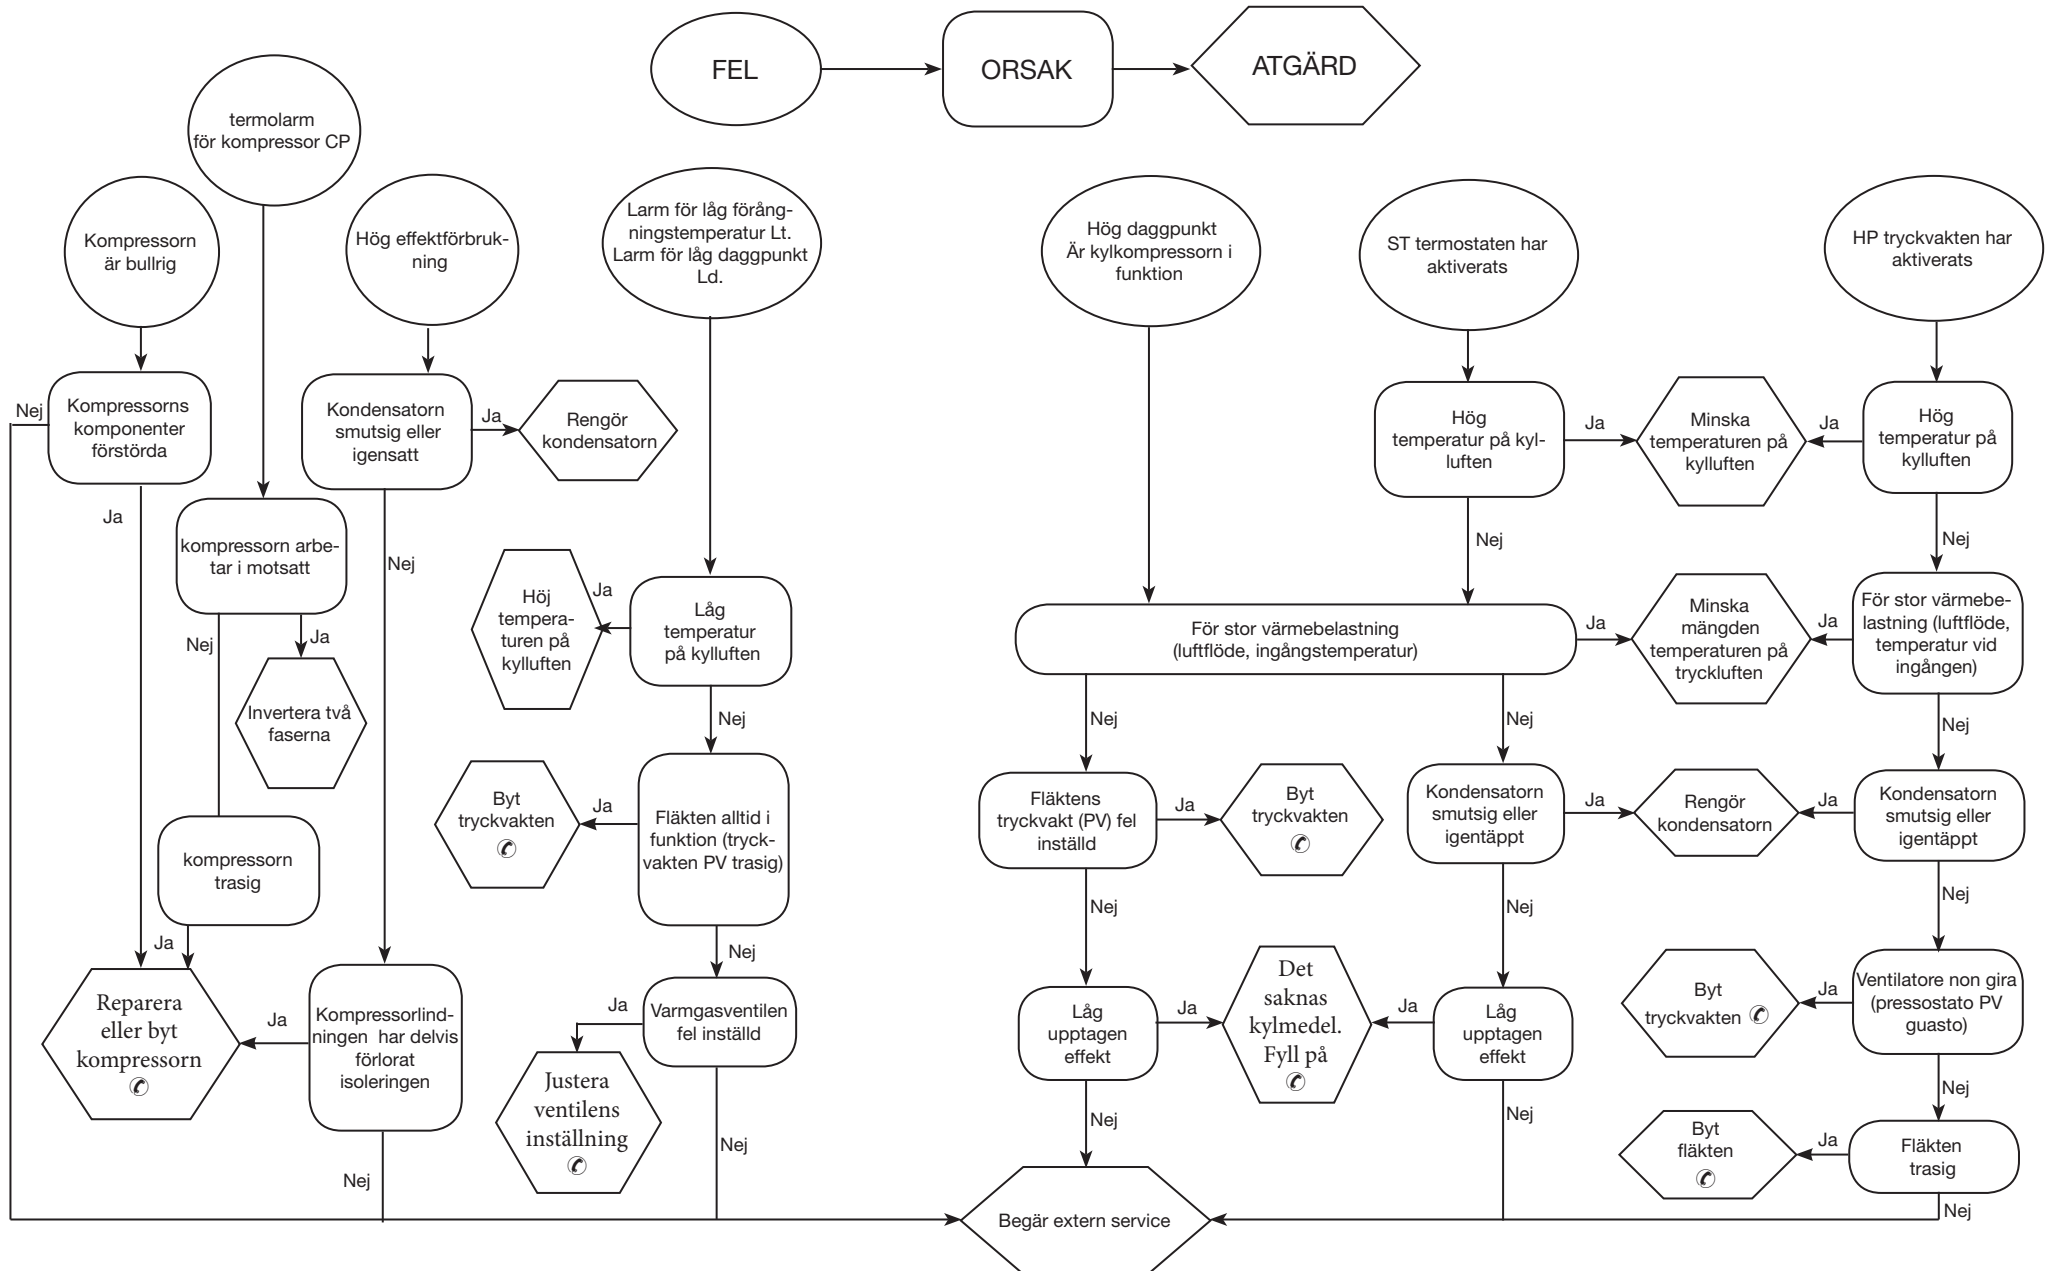 FEL
ORSAK
ATGÄRD
termolarm
för kompressor CP
Kompressorn
är bullrig
Hög effektförbruk-
ning
Larm för låg förång-
ningstemperatur Lt.
Larm för låg daggpunkt
Ld.
Hög daggpunkt
Är kylkompressorn i
funktion
ST termostaten har
aktiverats
HP tryckvakten har
aktiverats
Nej
Kompressorns
komponenter
förstörda
Ja
Kondensatorn
smutsig eller
igensatt
Ja
Rengör
kondensatorn
Nej
kompressorn arbe-
tar i motsatt
Nej
Ja
Invertera två
faserna
kompressorn
trasig
Ja
Reparera
eller byt
kompressorn
✆
Ja
Kompressorlind-
ningen har delvis
förlorat
isoleringen
Nej
Höj
tempera-
turen på
kylluften
Ja
Låg
temperatur
på kylluften
Nej
Byt
tryckvakten
✆
Ja
Fläkten alltid i
funktion (tryck-
vakten PV trasig)
Nej
Ja
Varmgasventilen
fel inställd
Justera
ventilens
inställning
✆
Nej
Hög
temperatur på kyl-
luften
Ja
Minska
temperaturen på
kylluften
Ja
Hög
temperatur på
kylluften
Nej
Nej
För stor värmebelastning
(luftflöde, ingångstemperatur)
Ja
Minska
mängden
temperaturen på
tryckluften
Ja
För stor värmebe-
lastning (luftflöde,
temperatur vid
ingången)
Nej
Nej
Nej
Fläktens
tryckvakt (PV) fel
inställd
Ja
Byt
tryckvakten
✆
Kondensatorn
smutsig eller
igentäppt
Ja
Rengör
kondensatorn
Ja
Kondensatorn
smutsig eller
igentäppt
Nej
Nej
Nej
Låg
upptagen
effekt
Ja
Det
saknas
kylmedel.
Fyll på
✆
Ja
Låg
upptagen
effekt
Byt
tryckvakten ✆
Ja
Ventilatore non gira
(pressostato PV
guasto)
Nej
Nej
Nej
Byt
fläkten
✆
Ja
Fläkten
trasig
Nej
Begär extern service